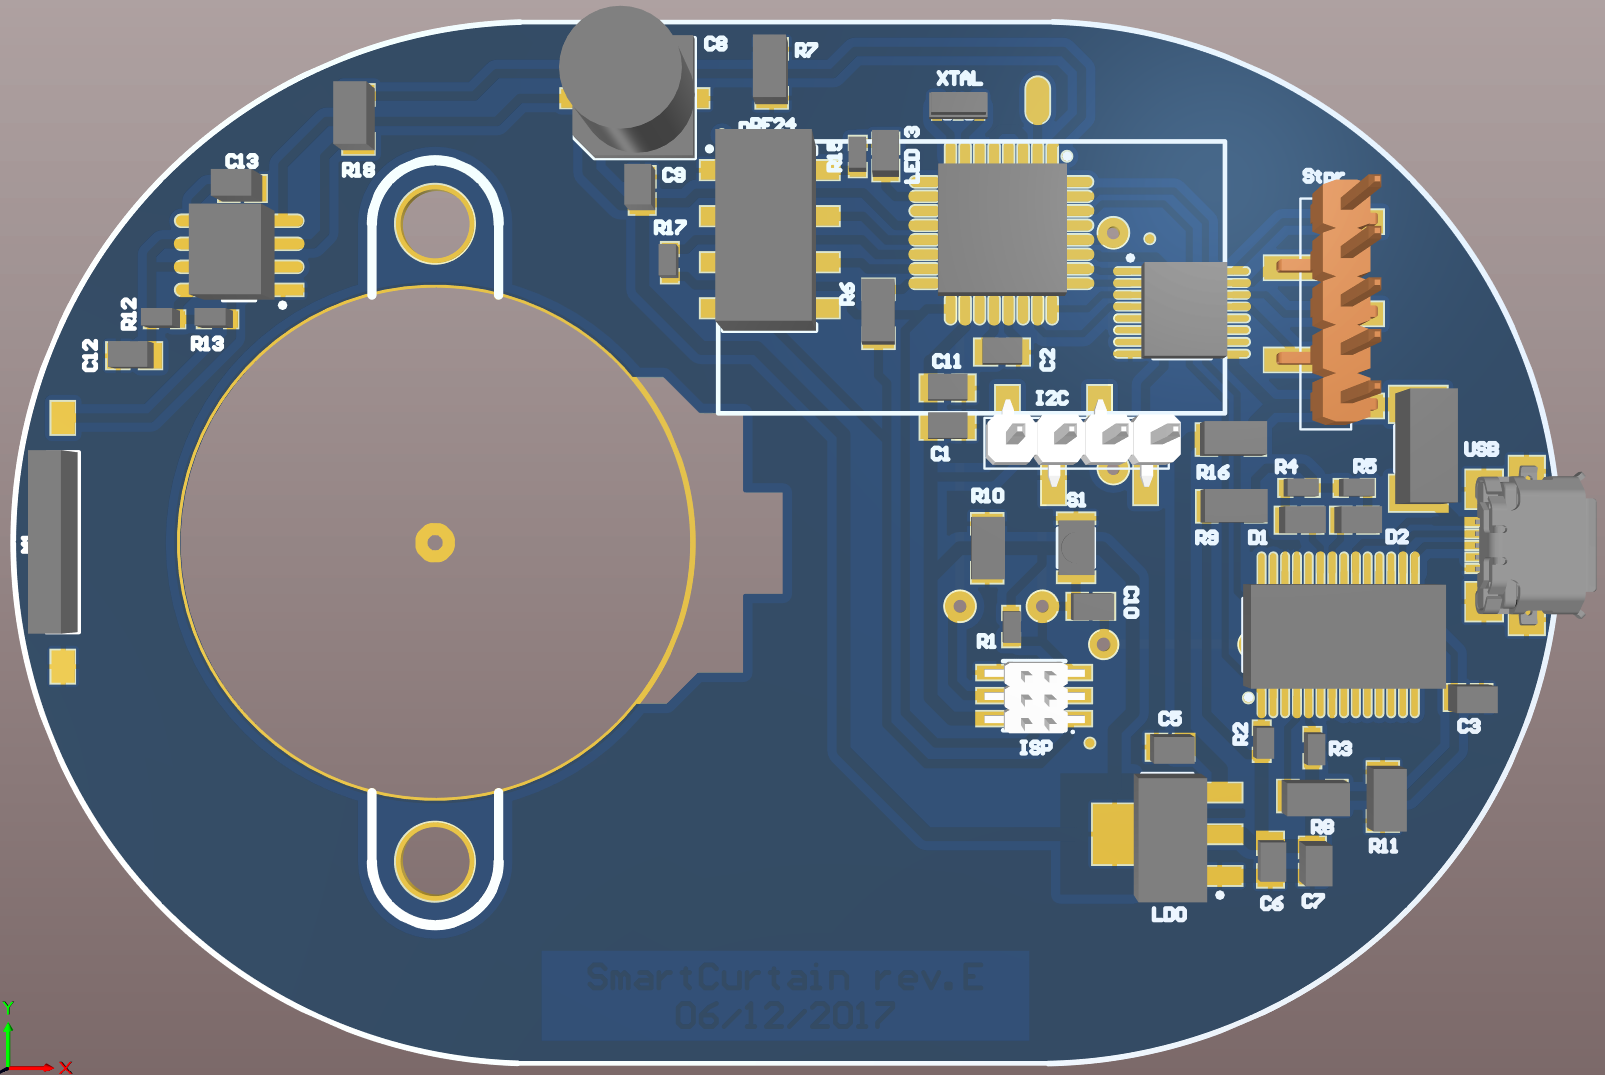 C8
R7
XTAL
nRF24
R15
LED 3
C13
R18
C9
Stpr
R17
R6
R12
R13
C12
C11
C2
I2C
C1
R16
R4
R5
USB
R10
S1
R9
D1
D2
C10
R1
ISP
C5
R2
R3
C3
R8
R11
LDO
C6
C7
SmartCurtain rev.E
06/12/2017
Y
X